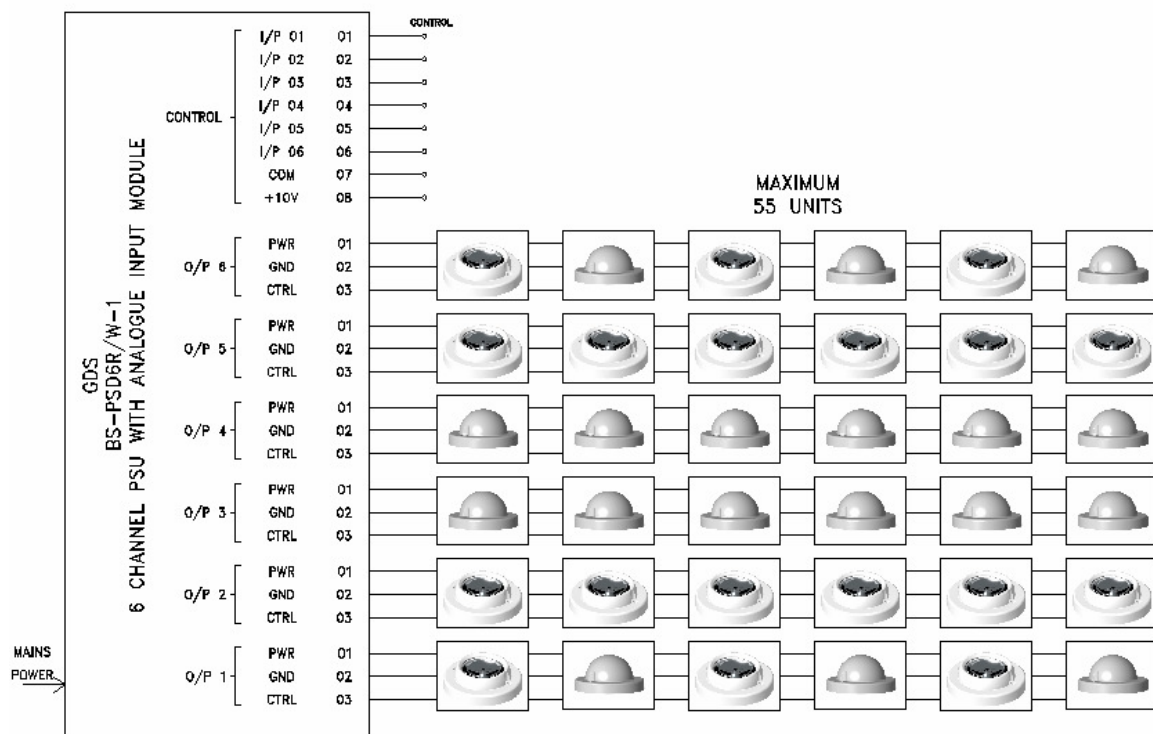 CONTROL
I/P 01 01
I/P 02 02
I/P 03 03
I/P 04 04
I/P 05 05
I/P 06 06
COM 07
+10V 08
CONTROL
MAXIMUM
55 UNITS
GDS
BS-PSD6R/W-1
6 CHANNEL PSU WITH ANALOGUE INPUT MODULE
O/P 6
PWR 01
GND 02
CTRL 03
O/P 5
PWR 01
GND 02
CTRL 03
O/P 4
PWR 01
GND 02
CTRL 03
O/P 3
PWR 01
GND 02
CTRL 03
O/P 2
PWR 01
GND 02
CTRL 03
O/P 1
PWR 01
GND 02
CTRL 03
MAINS
POWER